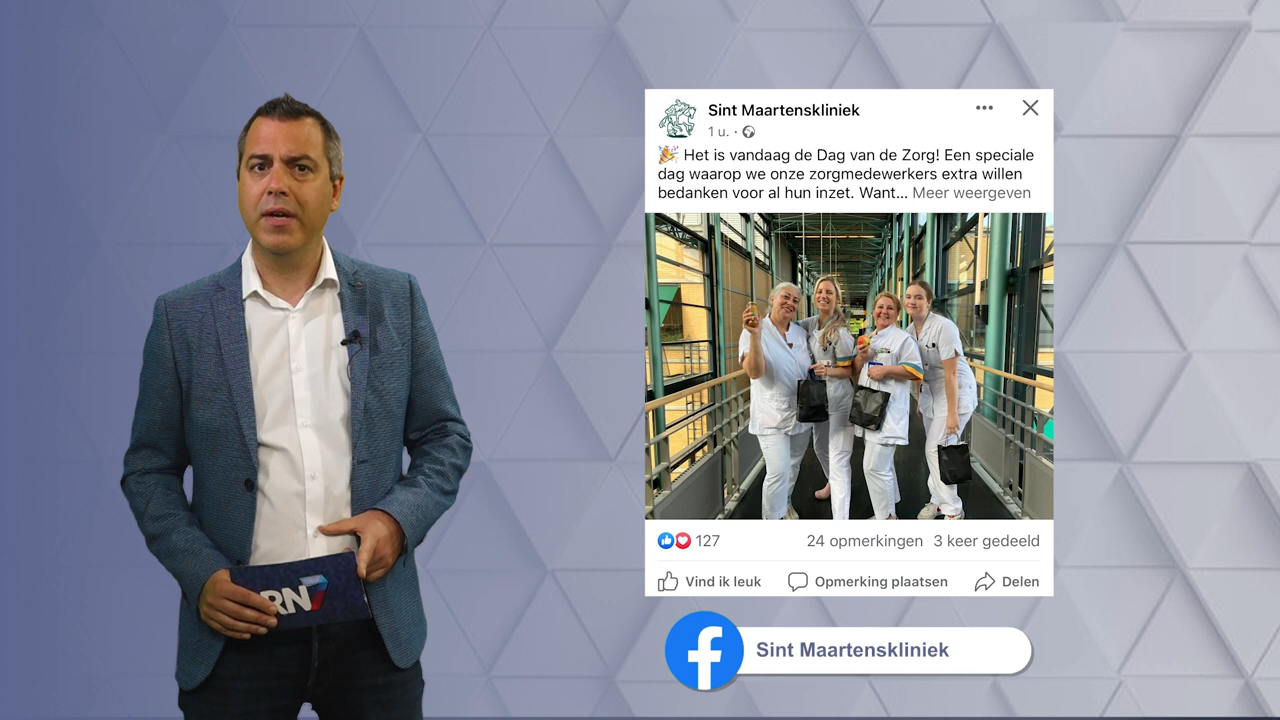 Sint Maartenskliniek
1 u. ·
Het is vandaag de Dag van de Zorg! Een speciale
dag waarop we onze zorgmedewerkers extra willen
bedanken voor al hun inzet. Want... Meer weergeven
127
24 opmerkingen 3 keer gedeeld
Vind ik leuk
Opmerking plaatsen
Delen
RN7
Sint Maartenskliniek